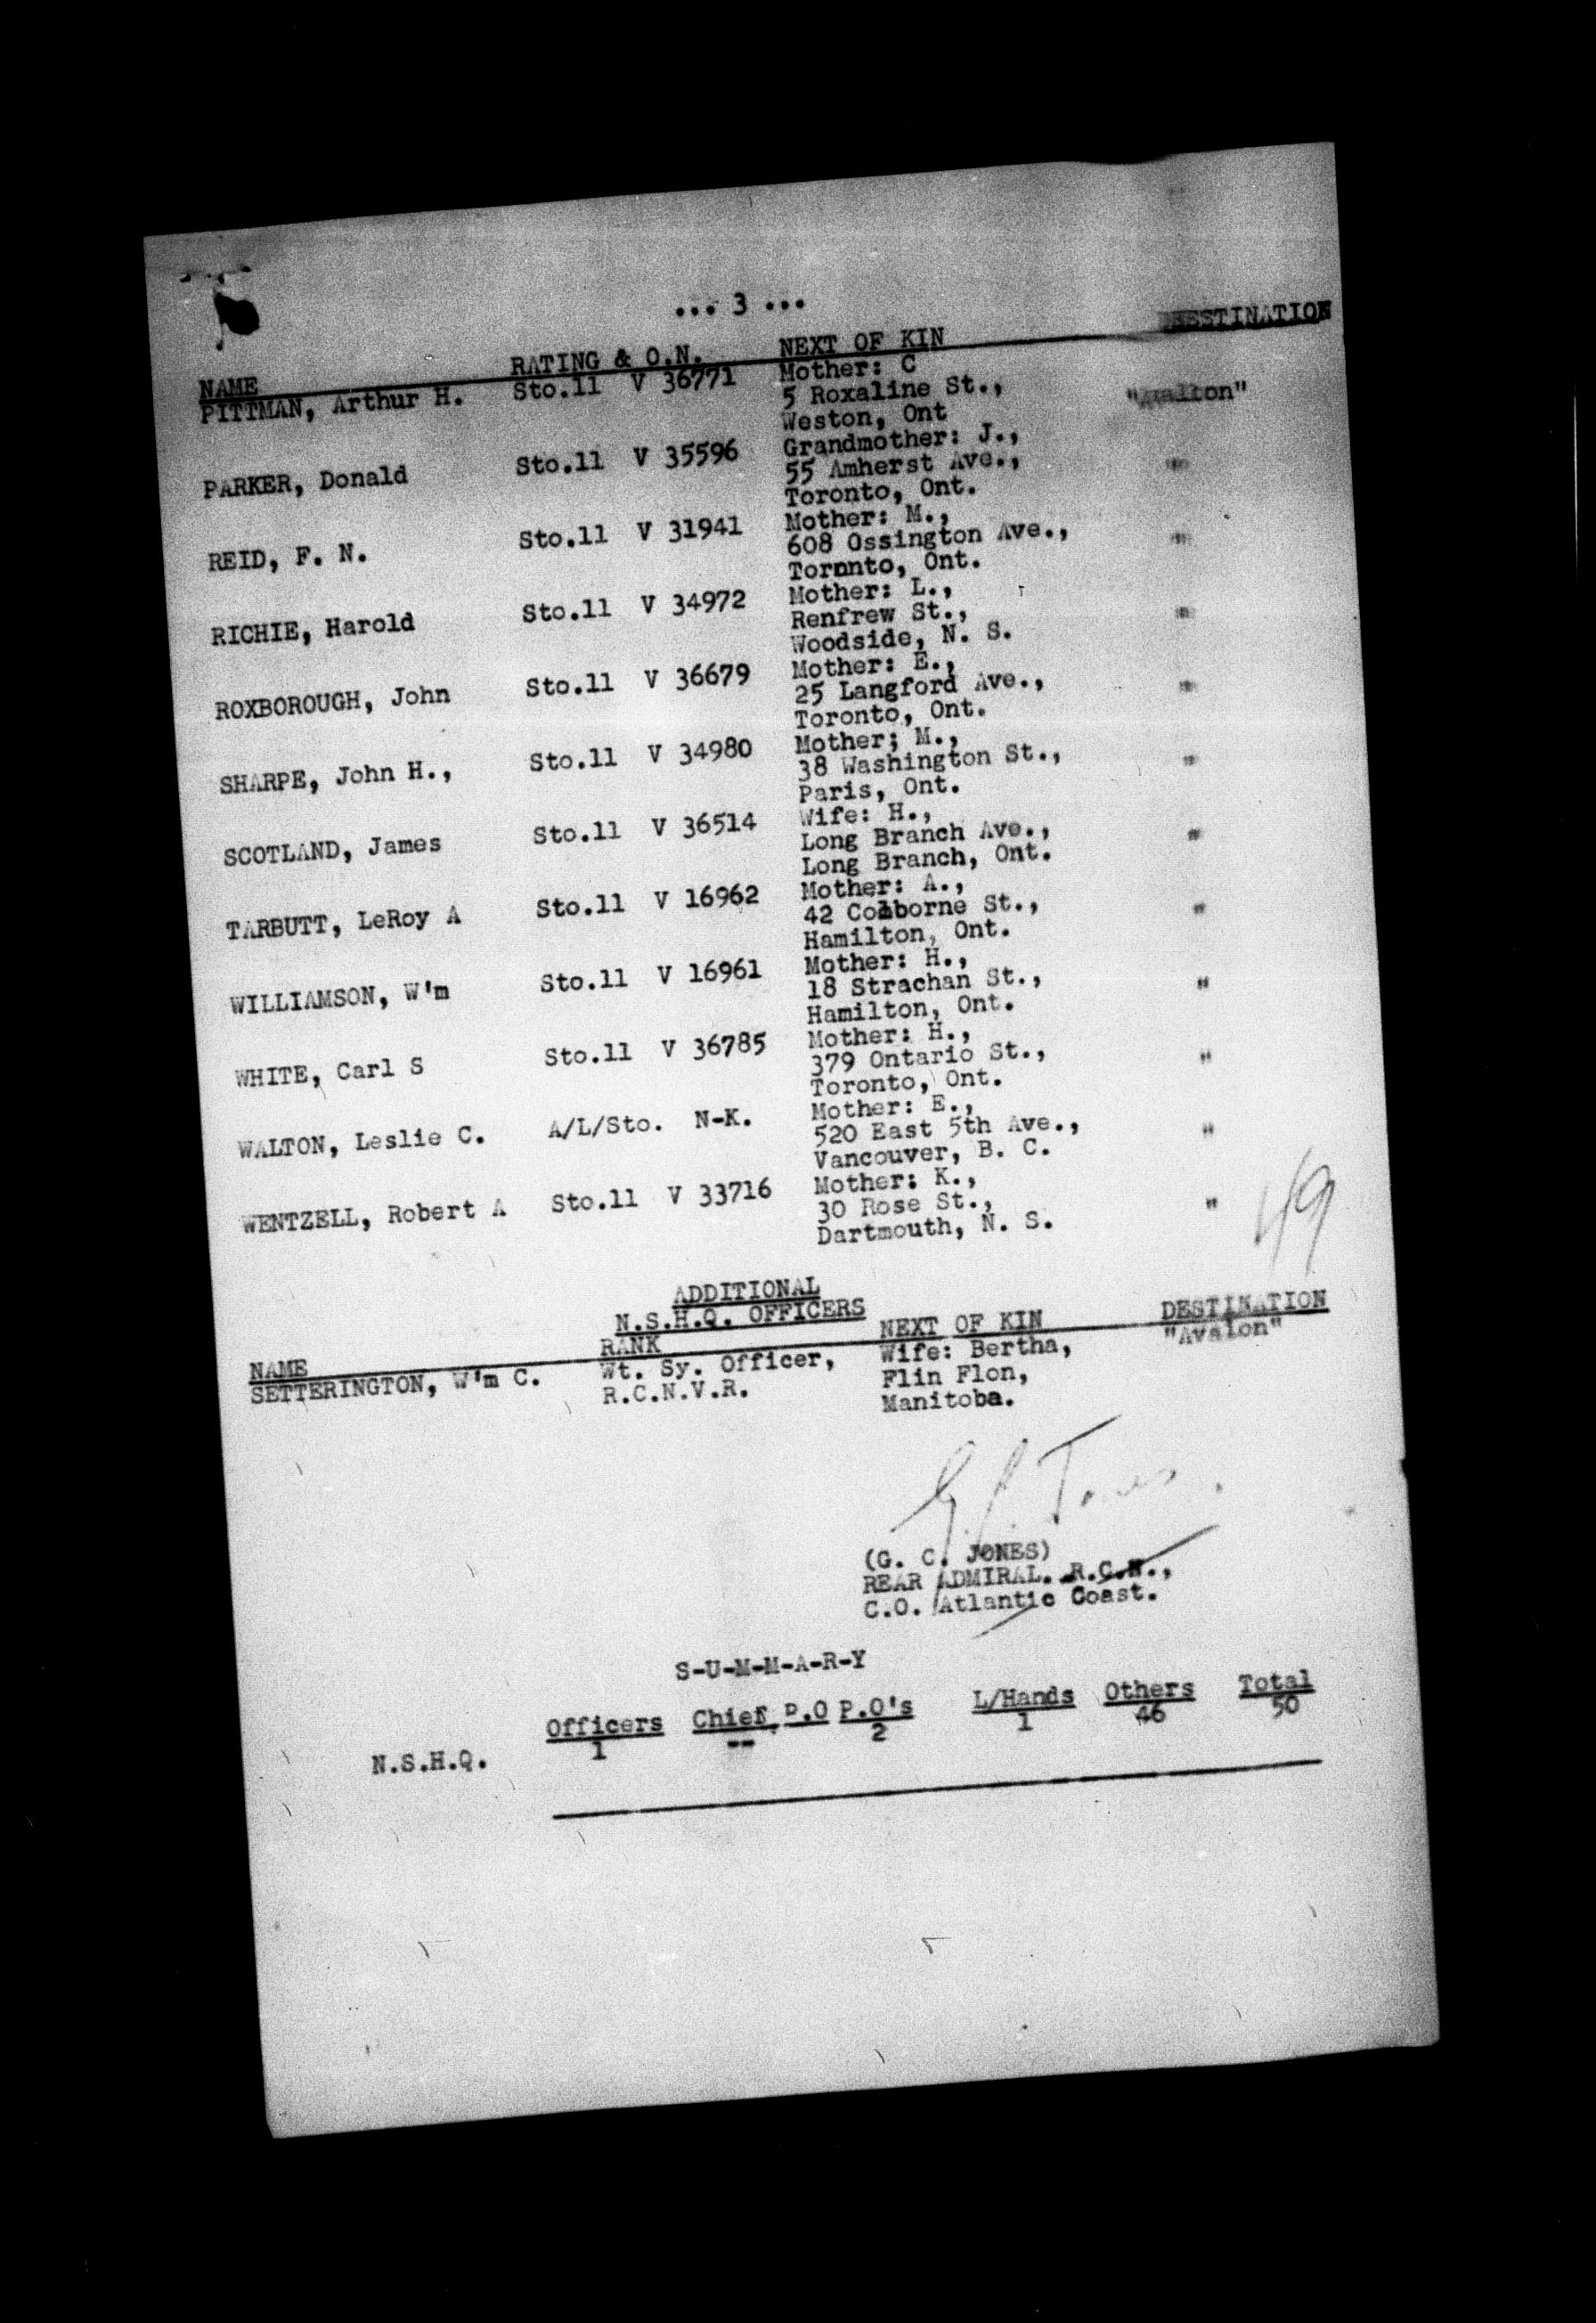 ... 3 ...
NAME RATING & O.N. NEXT OF KIN DESTINATION
PITTMAN, Arthur H. Sto.11 V 36771 Mother: C "Avalon"
5 Roxaline St.,
Weston, Ont
PARKER, Donald Sto.11 V 35596 Grandmother: J., "
55 Amherst Ave.,
Toronto, Ont.
REID, F. N. Sto.11 V 31941 Mother: M., "
608 Ossington Ave.,
Toronto, Ont.
RICHIE, Harold Sto.11 V 34972 Mother: L., "
Renfrew St.,
Woodside, N. S.
ROXBOROUGH, John Sto.11 V 36679 Mother: E., "
25 Langford Ave.,
Toronto, Ont.
SHARPE, John H., Sto.11 V 34980 Mother; M., "
38 Washington St.,
Paris, Ont.
SCOTLAND, James Sto.11 V 36514 Wife: H., "
Long Branch Ave.,
Long Branch, Ont.
TARBUTT, LeRoy A Sto.11 V 16962 Mother: A., "
42 Colborne St.,
Hamilton, Ont.
WILLIAMSON, W'm Sto.11 V 16961 Mother: H., "
18 Strachan St.,
Hamilton, Ont.
WHITE, Carl S Sto.11 V 36785 Mother: H., "
379 Ontario St.,
Toronto, Ont.
WALTON, Leslie C. A/L/Sto. N-K. Mother: E., "
520 East 5th Ave.,
Vancouver, B. C.
WENTZELL, Robert A Sto.11 V 33716 Mother: K., "
30 Rose St.,
Dartmouth, N. S.
49
ADDITIONAL
N.S.H.Q. OFFICERS
NAME RANK NEXT OF KIN DESTINATION
SETTERINGTON, W'm C. Wt. Sy. Officer, Wife: Bertha, "Avalon"
R.C.N.V.R. Flin Flon,
Manitoba.
G. C. Jones.
(G. C. JONES)
REAR ADMIRAL. R.C.N.,
C.O. Atlantic Coast.
S-U-M-M-A-R-Y
Officers Chief P.O P.O's L/Hands Others Total
N.S.H.Q. 1 -- 2 1 46 50